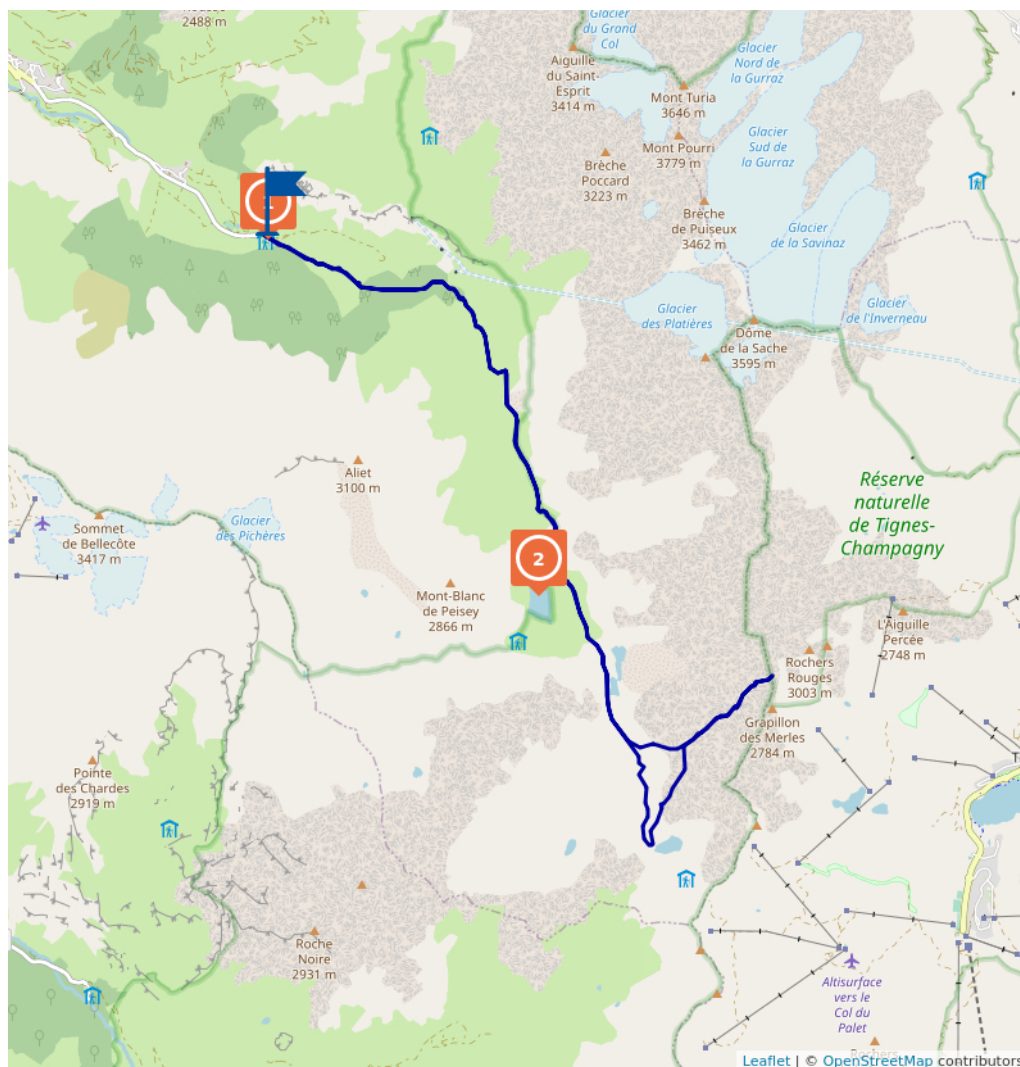 2488 m
Glacier
du Grand
Col
Aiguille
du Saint-
Esprit
3414 m
Glacier
Nord de
la Gurraz
Mont Turia
3646 m
Glacier
Sud de
la Gurraz
Mont Pourri
3779 m
Brèche
Poccard
3223 m
Brèche
de Puiseux
3462 m
Glacier
de la Savinaz
Glacier
des Platières
Glacier
de l'Inverneau
Dôme
de la Sache
3595 m
Aliet
3100 m
Réserve
naturelle
de Tignes-
Champagny
Sommet
de Bellecôte
3417 m
Glacier
des Pichères
2
Mont-Blanc
de Peisey
2866 m
L'Aiguille
Percée
2748 m
Rochers
Rouges
3003 m
Grapillon
des Merles
2784 m
Pointe
des Chardes
2919 m
Roche
Noire
2931 m
Altisurface
vers le
Col du
Palet
Leaflet | © OpenStreetMap contributors